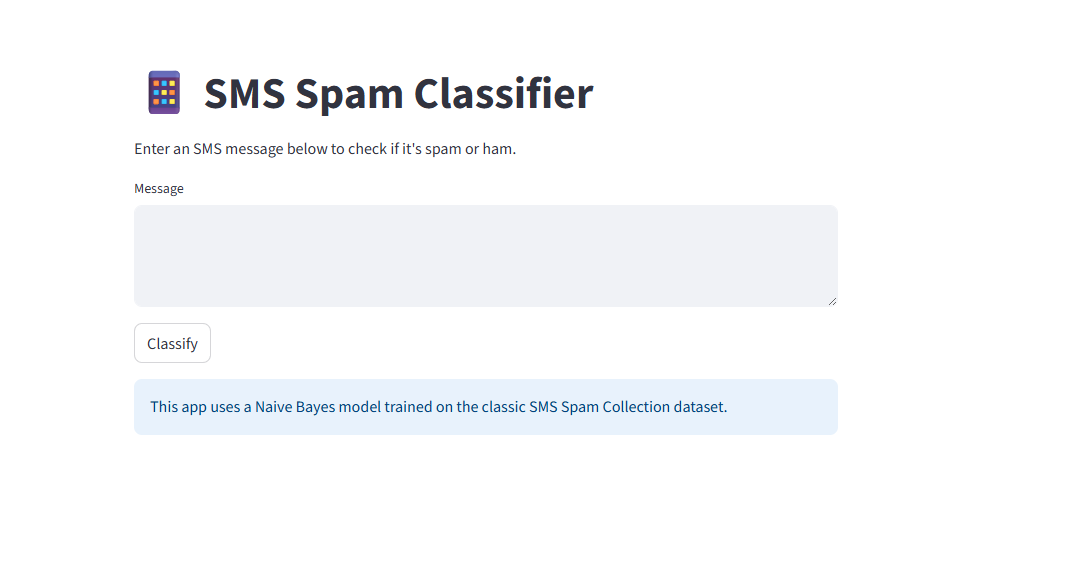 SMS Spam Classifier
Enter an SMS message below to check if it's spam or ham.
Message
Classify
This app uses a Naive Bayes model trained on the classic SMS Spam Collection dataset.